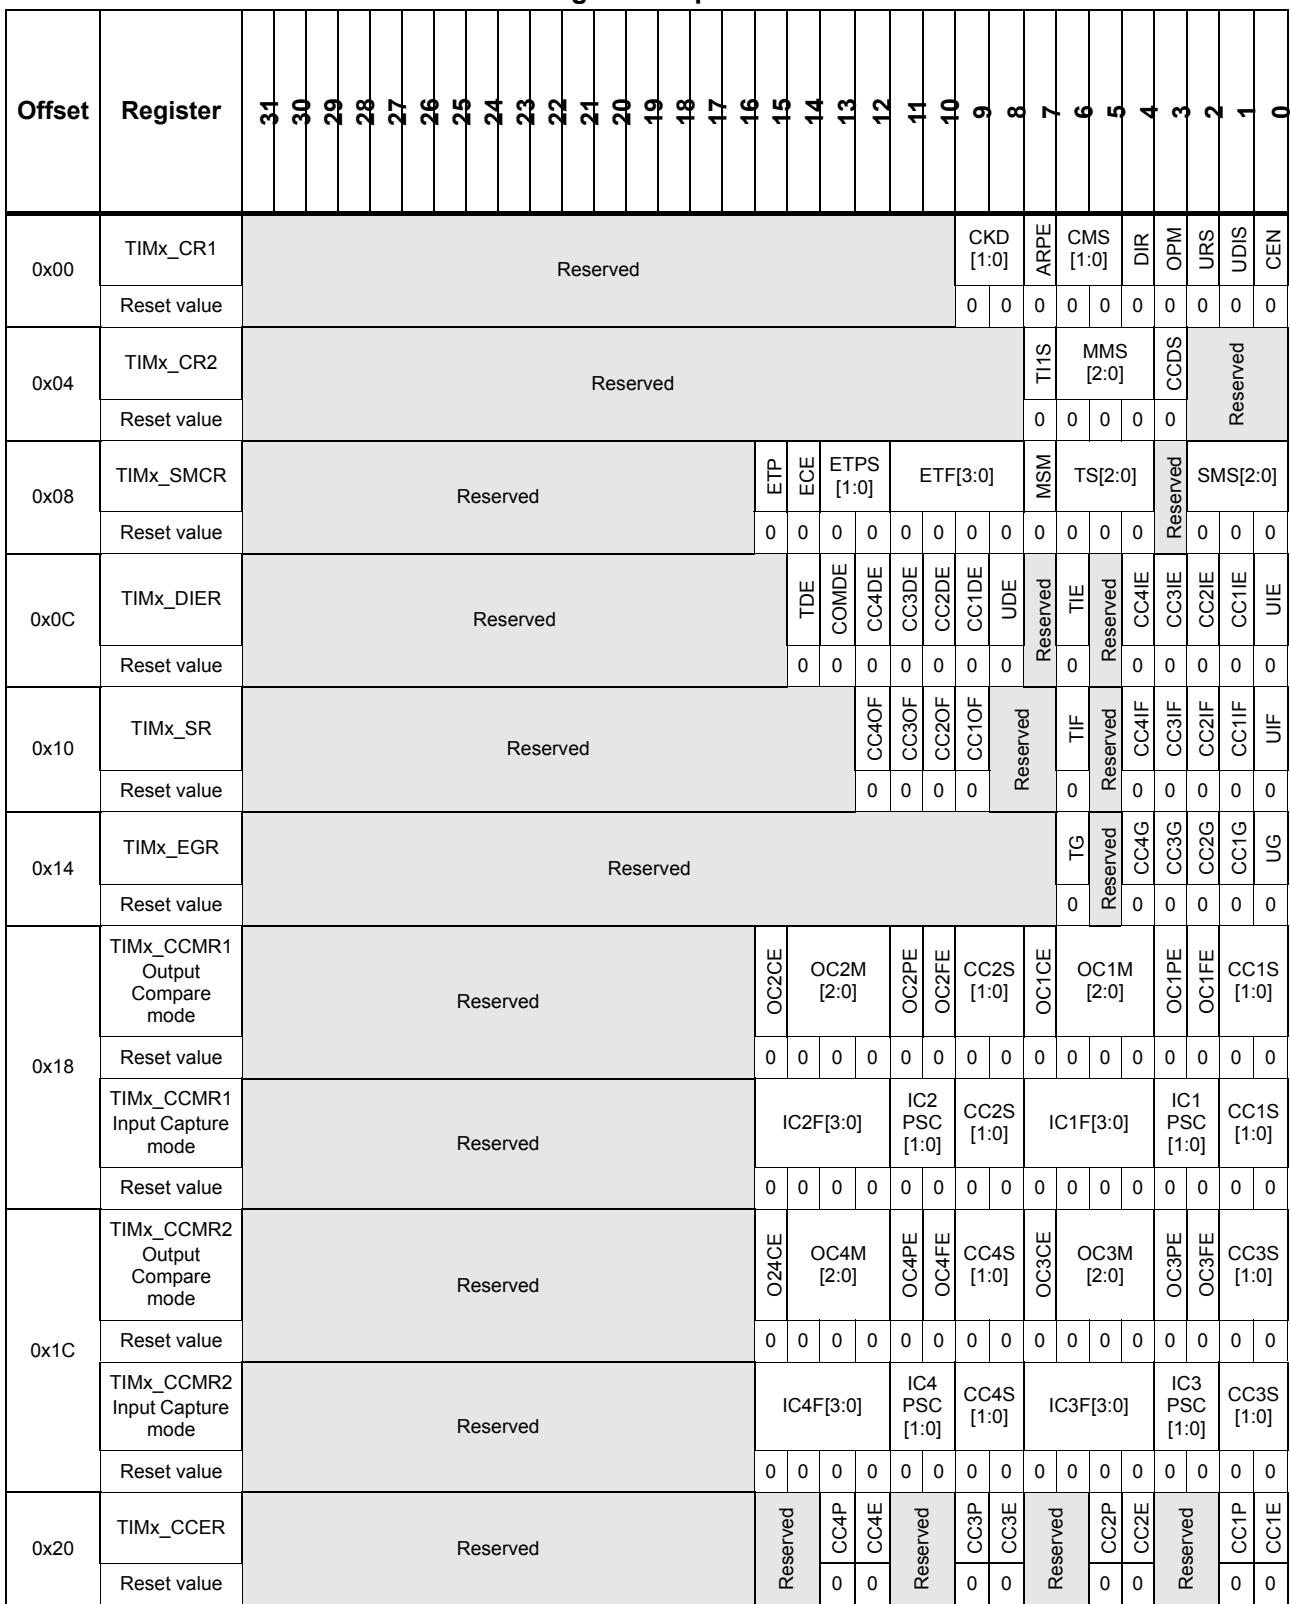 Offset Register 31 30 29 28 27 26 25 24 23 22 21 20 19 18 17 16 15 14 13 12 11 10 9 8 7 6 5 4 3 2 1 0
0x00 TIMx_CR1 Reserved CKD [1:0] ARPE CMS [1:0] DIR OPM URS UDIS CEN
Reset value 0 0 0 0 0 0 0 0 0 0
0x04 TIMx_CR2 Reserved TI1S MMS [2:0] CCDS Reserved
Reset value 0 0 0 0 0
0x08 TIMx_SMCR Reserved ETP ECE ETPS [1:0] ETF[3:0] MSM TS[2:0] Reserved SMS[2:0]
Reset value 0 0 0 0 0 0 0 0 0 0 0 0 0 0 0
0x0C TIMx_DIER Reserved TDE COMDE CC4DE CC3DE CC2DE CC1DE UDE Reserved TIE Reserved CC4IE CC3IE CC2IE CC1IE UIE
Reset value 0 0 0 0 0 0 0 0 0 0 0 0 0
0x10 TIMx_SR Reserved CC4OF CC3OF CC2OF CC1OF Reserved TIF Reserved CC4IF CC3IF CC2IF CC1IF UIF
Reset value 0 0 0 0 0 0 0 0 0 0
0x14 TIMx_EGR Reserved TG Reserved CC4G CC3G CC2G CC1G UG
Reset value 0 0 0 0 0 0
0x18 TIMx_CCMR1 Output Compare mode Reserved OC2CE OC2M [2:0] OC2PE OC2FE CC2S [1:0] OC1CE OC1M [2:0] OC1PE OC1FE CC1S [1:0]
Reset value 0 0 0 0 0 0 0 0 0 0 0 0 0 0 0 0
TIMx_CCMR1 Input Capture mode Reserved IC2F[3:0] IC2 PSC [1:0] CC2S [1:0] IC1F[3:0] IC1 PSC [1:0] CC1S [1:0]
Reset value 0 0 0 0 0 0 0 0 0 0 0 0 0 0 0 0
0x1C TIMx_CCMR2 Output Compare mode Reserved O24CE OC4M [2:0] OC4PE OC4FE CC4S [1:0] OC3CE OC3M [2:0] OC3PE OC3FE CC3S [1:0]
Reset value 0 0 0 0 0 0 0 0 0 0 0 0 0 0 0 0
TIMx_CCMR2 Input Capture mode Reserved IC4F[3:0] IC4 PSC [1:0] CC4S [1:0] IC3F[3:0] IC3 PSC [1:0] CC3S [1:0]
Reset value 0 0 0 0 0 0 0 0 0 0 0 0 0 0 0 0
0x20 TIMx_CCER Reserved Reserved CC4P CC4E Reserved CC3P CC3E Reserved CC2P CC2E Reserved CC1P CC1E
Reset value 0 0 0 0 0 0 0 0